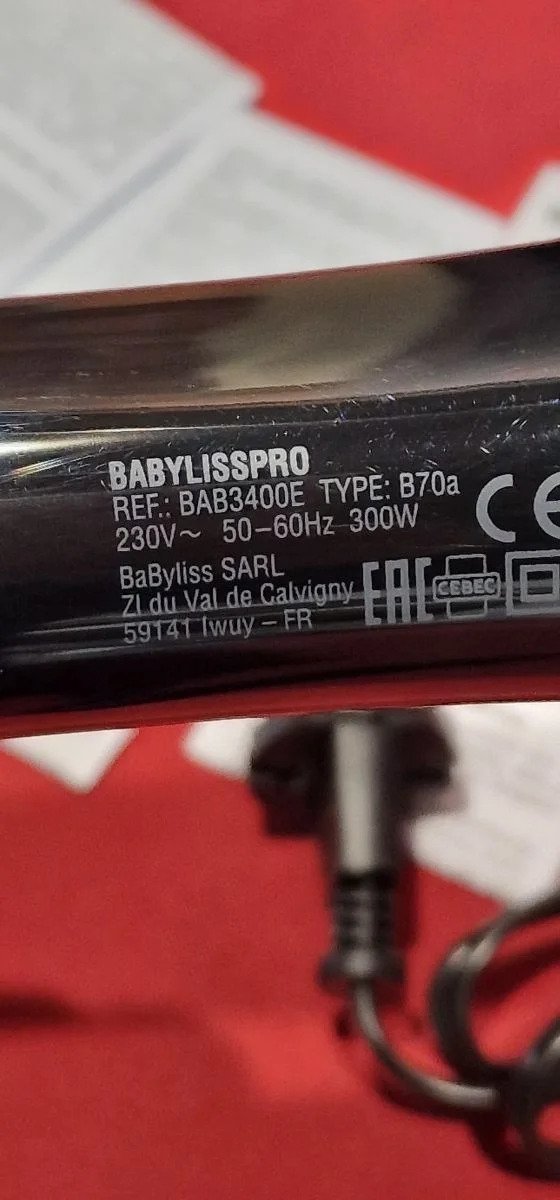 BABYLISSPRO
REF.: BAB3400E TYPE: B70a
230V~ 50-60Hz 300W
BaByliss SARL
ZI du Val de Calvigny
59141 Iwuy - FR
CE
EAC CEBEC